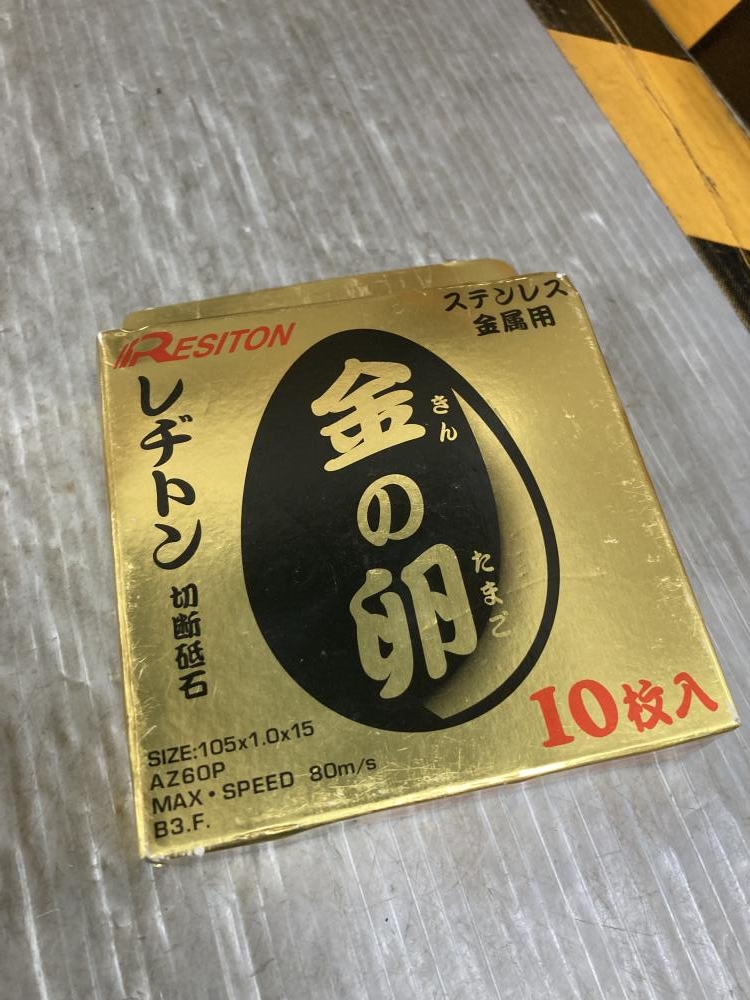 RESITON
ステンレス
金属用
レヂトン
切断砥石
金の卵
きん
たまご
10枚入
SIZE:105x1.0x15
AZ60P
MAX・SPEED 80m/s
B3.F.